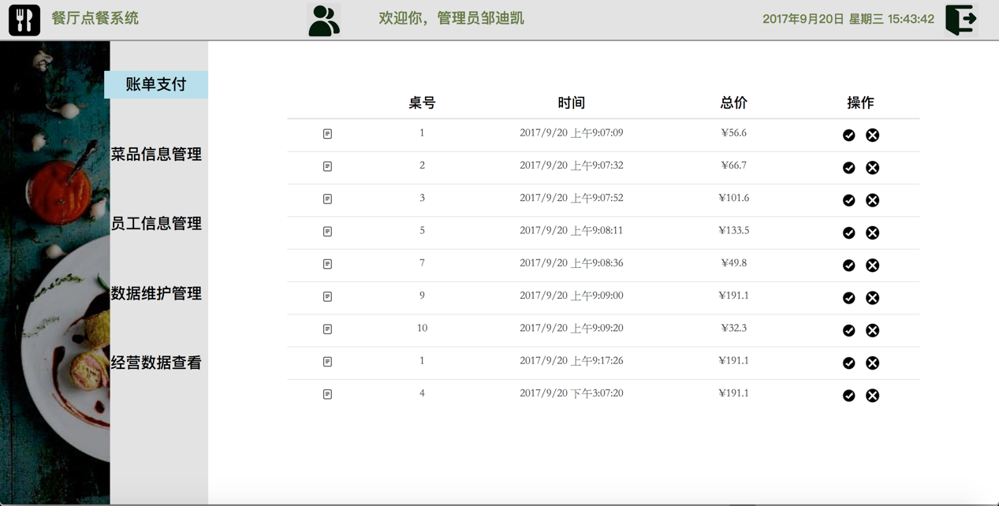 餐厅点餐系统
欢迎你，管理员邹迪凯
2017年9月20日 星期三 15:43:42
账单支付
菜品信息管理
员工信息管理
数据维护管理
经营数据查看
桌号 时间 总价 操作
1 2017/9/20 上午9:07:09 ¥56.6
2 2017/9/20 上午9:07:32 ¥66.7
3 2017/9/20 上午9:07:52 ¥101.6
5 2017/9/20 上午9:08:11 ¥133.5
7 2017/9/20 上午9:08:36 ¥49.8
9 2017/9/20 上午9:09:00 ¥191.1
10 2017/9/20 上午9:09:20 ¥32.3
1 2017/9/20 上午9:17:26 ¥191.1
4 2017/9/20 下午3:07:20 ¥191.1